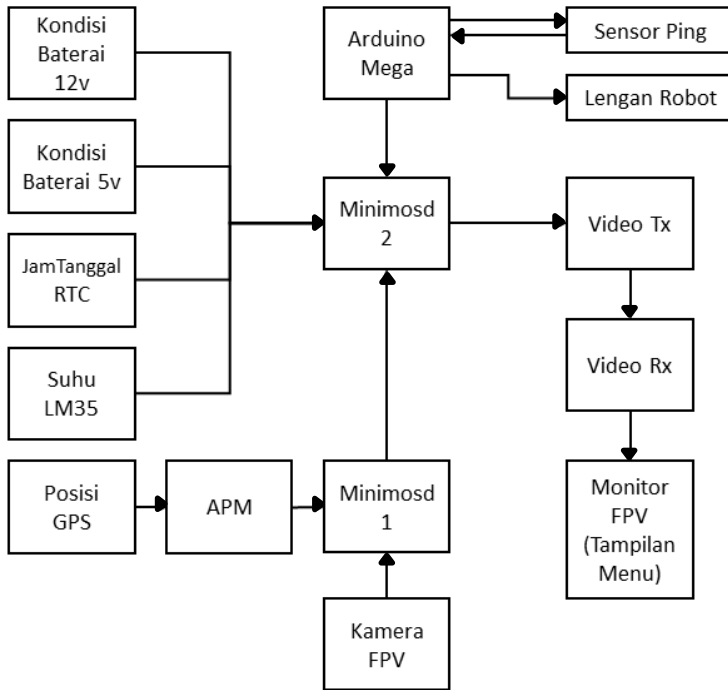 Kondisi
Baterai
12v
Arduino
Mega
Sensor Ping
Lengan Robot
Kondisi
Baterai 5v
Minimosd
2
Video Tx
JamTanggal
RTC
Video Rx
Suhu
LM35
Posisi
GPS
APM
Minimosd
1
Monitor
FPV
(Tampilan
Menu)
Kamera
FPV